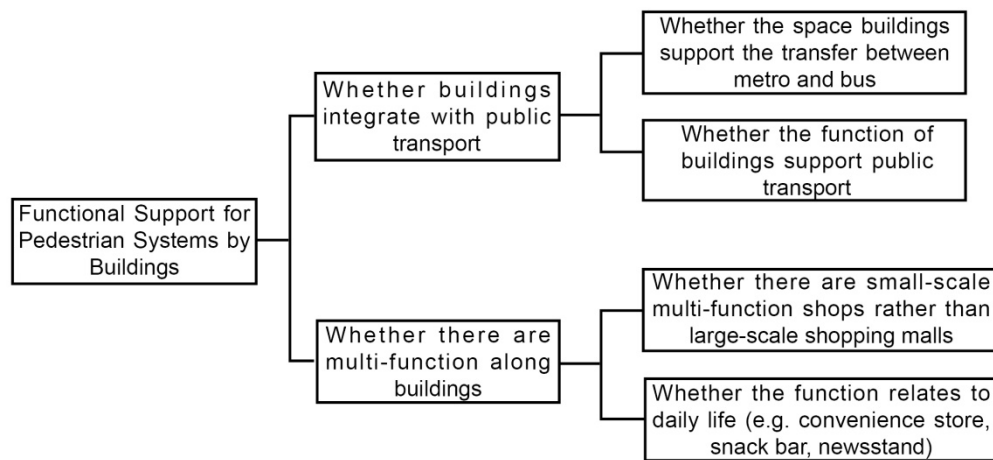 Functional Support for
Pedestrian Systems by
Buildings
Whether buildings
integrate with public
transport
Whether the space buildings
support the transfer between
metro and bus
Whether the function of
buildings support public
transport
Whether there are
multi-function along
buildings
Whether there are small-scale
multi-function shops rather than
large-scale shopping malls
Whether the function relates to
daily life (e.g. convenience store,
snack bar, newsstand)